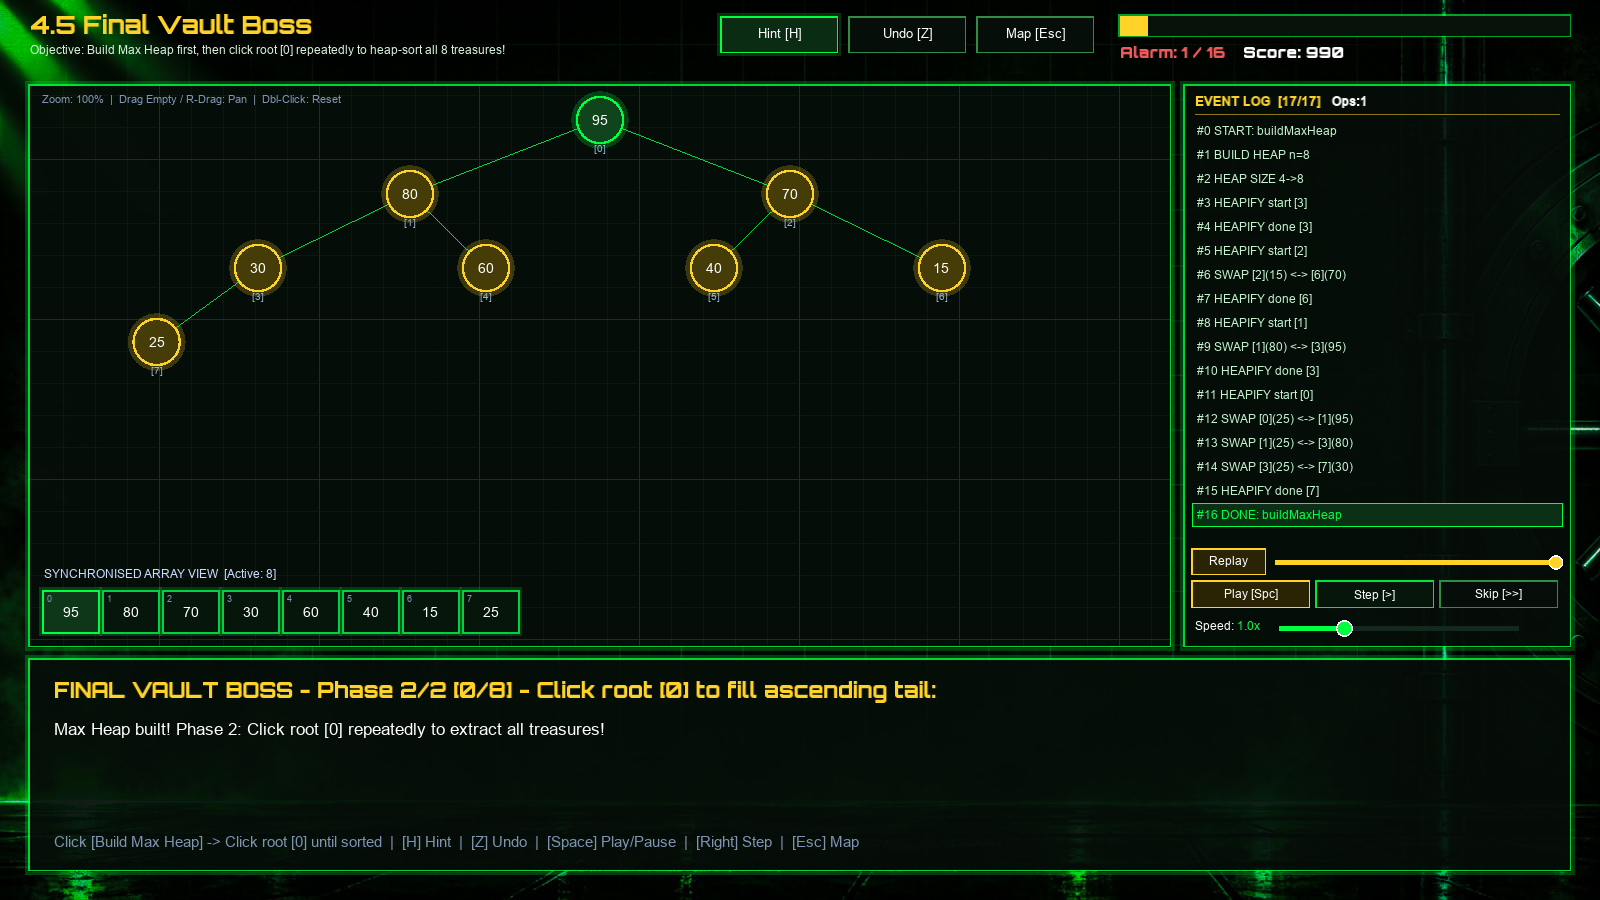 4.5 Final Vault Boss
Objective: Build Max Heap first, then click root [0] repeatedly to heap-sort all 8 treasures!
Hint [H]
Undo [Z]
Map [Esc]
Alarm: 1 / 16
Score: 990
Zoom: 100%  |  Drag Empty / R-Drag: Pan  |  Dbl-Click: Reset
95
[0]
80
[1]
70
[2]
30
[3]
60
[4]
40
[5]
15
[6]
25
[7]
SYNCHRONISED ARRAY VIEW  [Active: 8]
0
95
1
80
2
70
3
30
4
60
5
40
6
15
7
25
EVENT LOG  [17/17]  Ops:1
#0 START: buildMaxHeap
#1 BUILD HEAP n=8
#2 HEAP SIZE 4->8
#3 HEAPIFY start [3]
#4 HEAPIFY done [3]
#5 HEAPIFY start [2]
#6 SWAP [2](15) <-> [6](70)
#7 HEAPIFY done [6]
#8 HEAPIFY start [1]
#9 SWAP [1](80) <-> [3](95)
#10 HEAPIFY done [3]
#11 HEAPIFY start [0]
#12 SWAP [0](25) <-> [1](95)
#13 SWAP [1](25) <-> [3](80)
#14 SWAP [3](25) <-> [7](30)
#15 HEAPIFY done [7]
#16 DONE: buildMaxHeap
Replay
Play [Spc]
Step [>]
Skip [>>]
Speed: 1.0x
FINAL VAULT BOSS - Phase 2/2 [0/8] - Click root [0] to fill ascending tail:
Max Heap built! Phase 2: Click root [0] repeatedly to extract all treasures!
Click [Build Max Heap] -> Click root [0] until sorted  |  [H] Hint  |  [Z] Undo  |  [Space] Play/Pause  |  [Right] Step  |  [Esc] Map